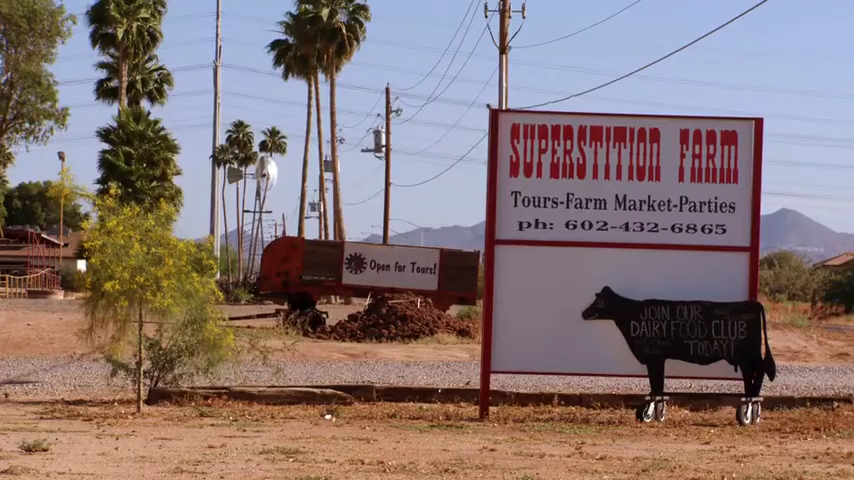 SUPERSTITION FARM
Tours-Farm Market-Parties
ph: 602-432-6865
Open for Tours!
JOIN OUR
DAIRY FOOD CLUB
TODAY!